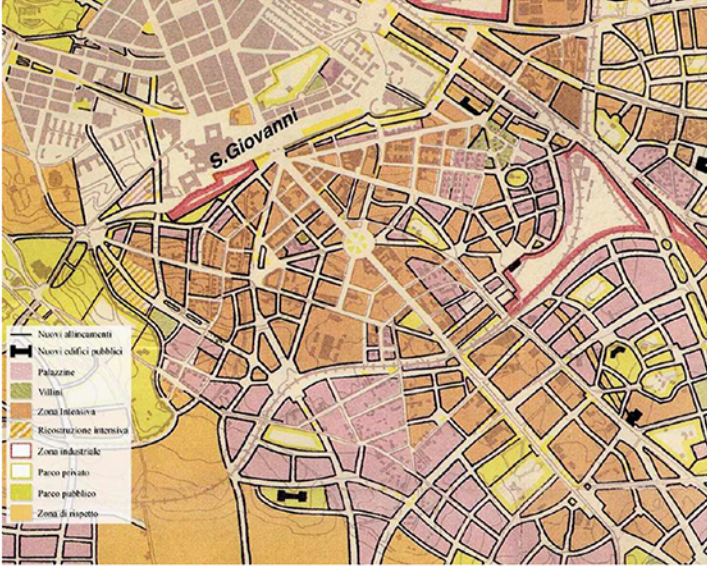 S.Giovanni
Nuovi allineamenti
Nuovi edifici pubblici
Palazzine
Villini
Zona Intensiva
Ricostruzione intensiva
Zona industriale
Parco privato
Parco pubblico
Zona di rispetto